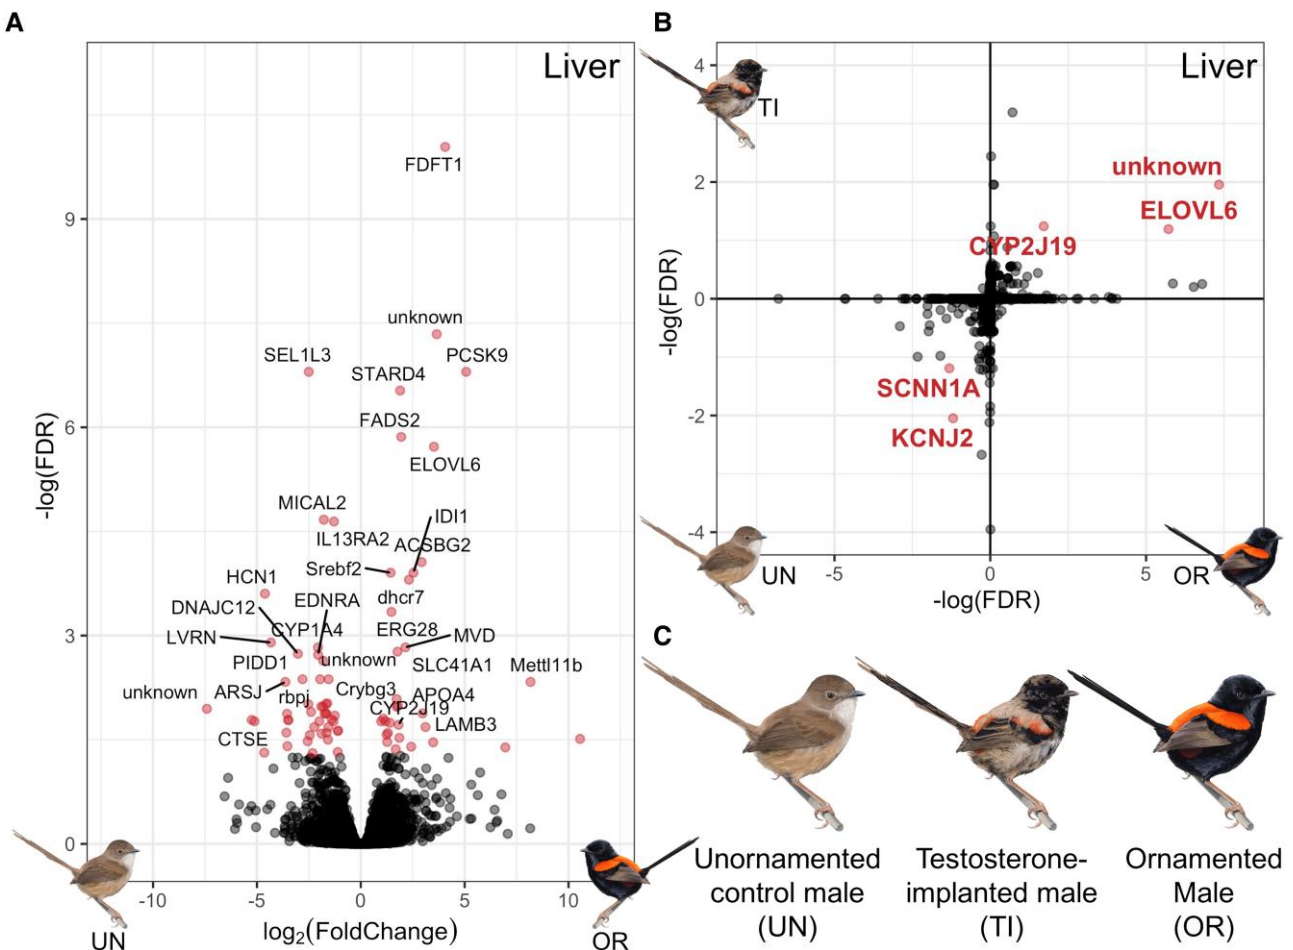 A
Liver
FDFT1
9
unknown
SEL1L3
PCSK9
STARD4
FADS2
6
ELOVL6
-log(FDR)
MICAL2
IDI1
IL13RA2
ACSBG2
Srebf2
HCN1
dhcr7
DNAJC12
EDNRA
CYP1A4
ERG28
MVD
LVRN
3
PIDD1
unknown
SLC41A1
Mettl11b
unknown
ARSJ
rbpj
Crybg3
APOA4
CYP2J19
LAMB3
CTSE
0
-10
-5
0
5
10
log2(FoldChange)
UN
OR
B
Liver
4
TI
unknown
2
ELOVL6
CYP2J19
-log(FDR)
0
SCNN1A
-2
KCNJ2
-4
UN
-5
0
5
OR
-log(FDR)
C
Unornamented
control male
(UN)
Testosterone-
implanted male
(TI)
Ornamented
Male
(OR)